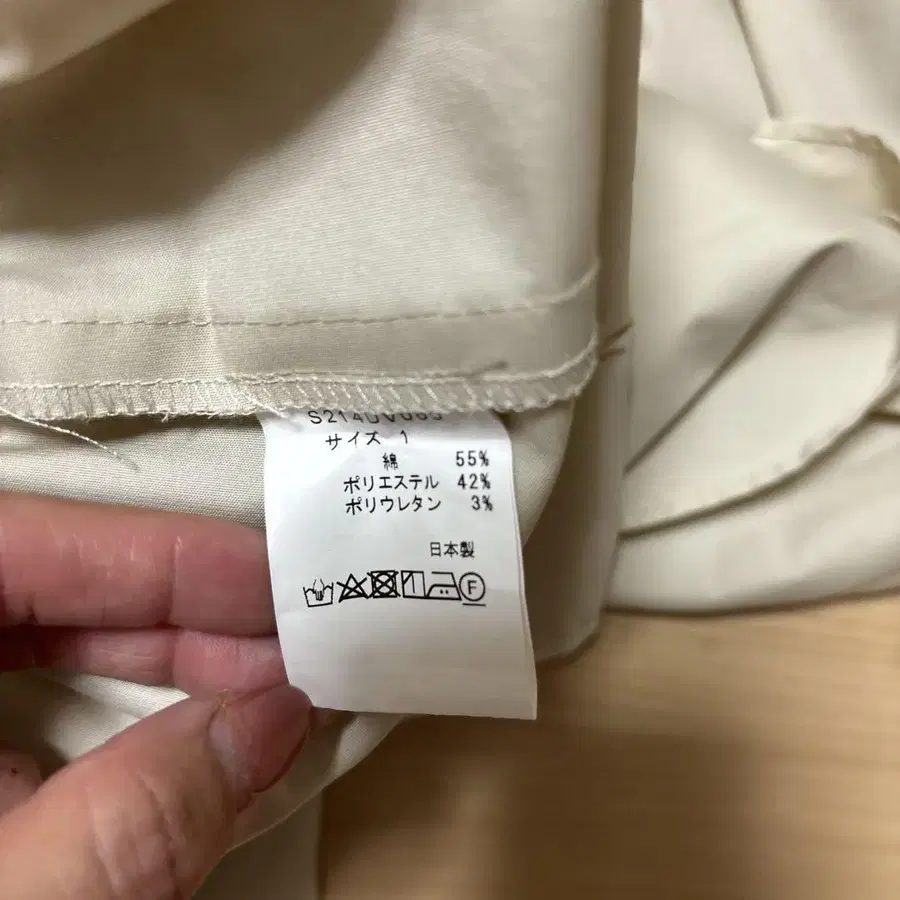 サイズ 1
綿 55%
ポリエステル 42%
ポリウレタン 3%
日本製
F